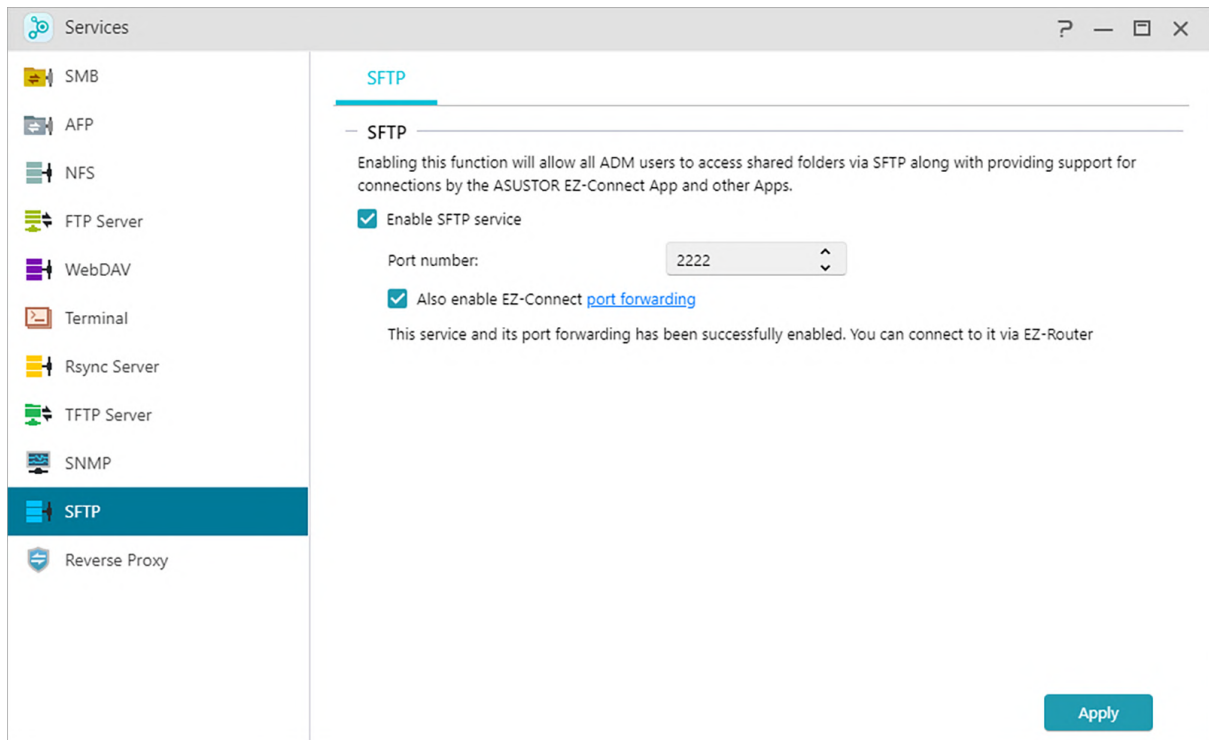 Services
SMB
AFP
NFS
FTP Server
WebDAV
Terminal
Rsync Server
TFTP Server
SNMP
SFTP
Reverse Proxy
SFTP
SFTP
Enabling this function will allow all ADM users to access shared folders via SFTP along with providing support for
connections by the ASUSTOR EZ-Connect App and other Apps.
Enable SFTP service
Port number: 2222
Also enable EZ-Connect port forwarding
This service and its port forwarding has been successfully enabled. You can connect to it via EZ-Router
Apply